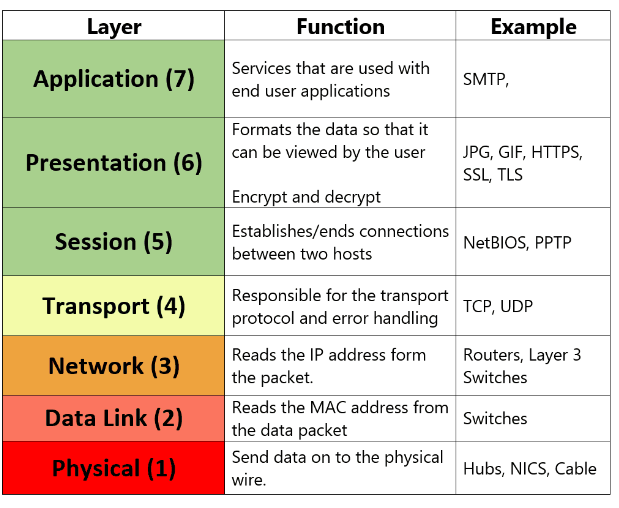 Layer Function Example
Application (7)
Services that are used with
end user applications
SMTP,
Presentation (6)
Formats the data so that it
can be viewed by the user
Encrypt and decrypt
JPG, GIF, HTTPS,
SSL, TLS
Session (5)
Establishes/ends connections
between two hosts
NetBIOS, PPTP
Transport (4)
Responsible for the transport
protocol and error handling
TCP, UDP
Network (3)
Reads the IP address form
the packet.
Routers, Layer 3
Switches
Data Link (2)
Reads the MAC address from
the data packet
Switches
Physical (1)
Send data on to the physical
wire.
Hubs, NICS, Cable